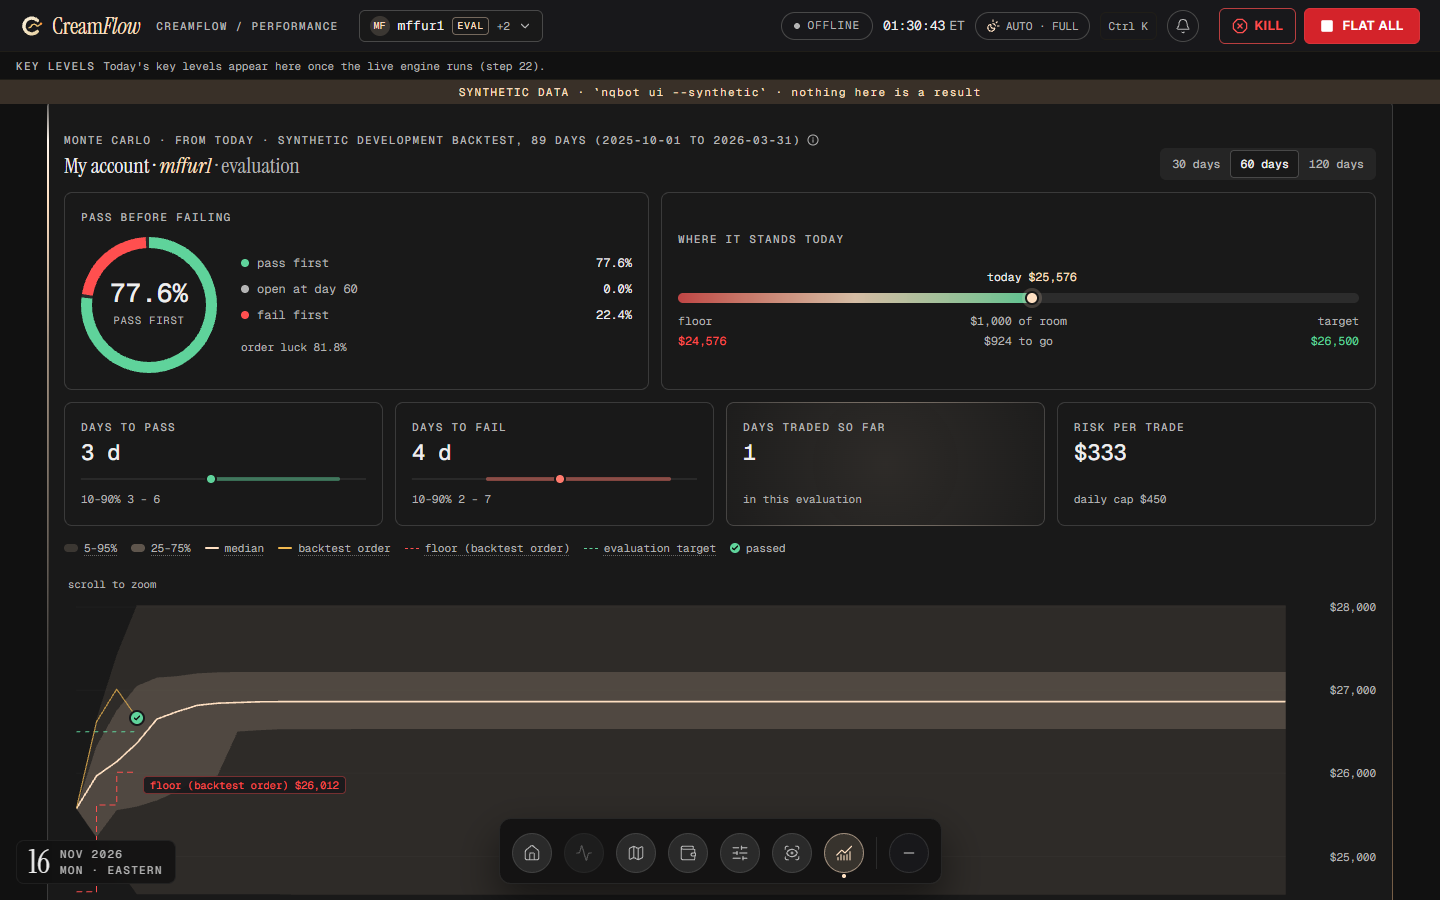 CreamFlow
CREAMFLOW / PERFORMANCE
MF mffur1 EVAL +2
OFFLINE
01:30:43 ET
AUTO · FULL
Ctrl K
KILL
FLAT ALL
KEY LEVELS Today's key levels appear here once the live engine runs (step 22).
SYNTHETIC DATA · `nqbot ui --synthetic` · nothing here is a result
MONTE CARLO · FROM TODAY · SYNTHETIC DEVELOPMENT BACKTEST, 89 DAYS (2025-10-01 TO 2026-03-31)
My account · mffur1 · evaluation
30 days 60 days 120 days
PASS BEFORE FAILING
77.6%
PASS FIRST
pass first 77.6%
open at day 60 0.0%
fail first 22.4%
order luck 81.8%
WHERE IT STANDS TODAY
today $25,576
floor $1,000 of room target
$24,576 $924 to go $26,500
DAYS TO PASS
3 d
10-90% 3 - 6
DAYS TO FAIL
4 d
10-90% 2 - 7
DAYS TRADED SO FAR
1
in this evaluation
RISK PER TRADE
$333
daily cap $450
5-95% 25-75% median backtest order floor (backtest order) evaluation target passed
scroll to zoom
$28,000
$27,000
$26,000
$25,000
floor (backtest order) $26,012
16 NOV 2026
MON · EASTERN